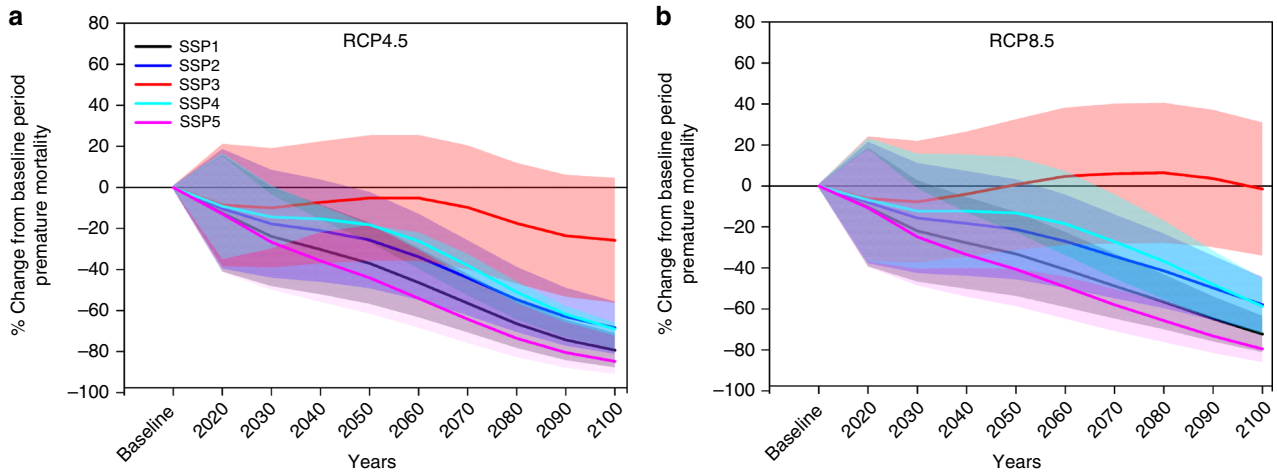 a
% Change from baseline period
premature mortality
80
60
40
20
0
−20
−40
−60
−80
−100
RCP4.5
SSP1
SSP2
SSP3
SSP4
SSP5
Baseline
2020
2030
2040
2050
2060
2070
2080
2090
2100
Years
b
% Change from baseline period
premature mortality
80
60
40
20
0
−20
−40
−60
−80
−100
RCP8.5
Baseline
2020
2030
2040
2050
2060
2070
2080
2090
2100
Years